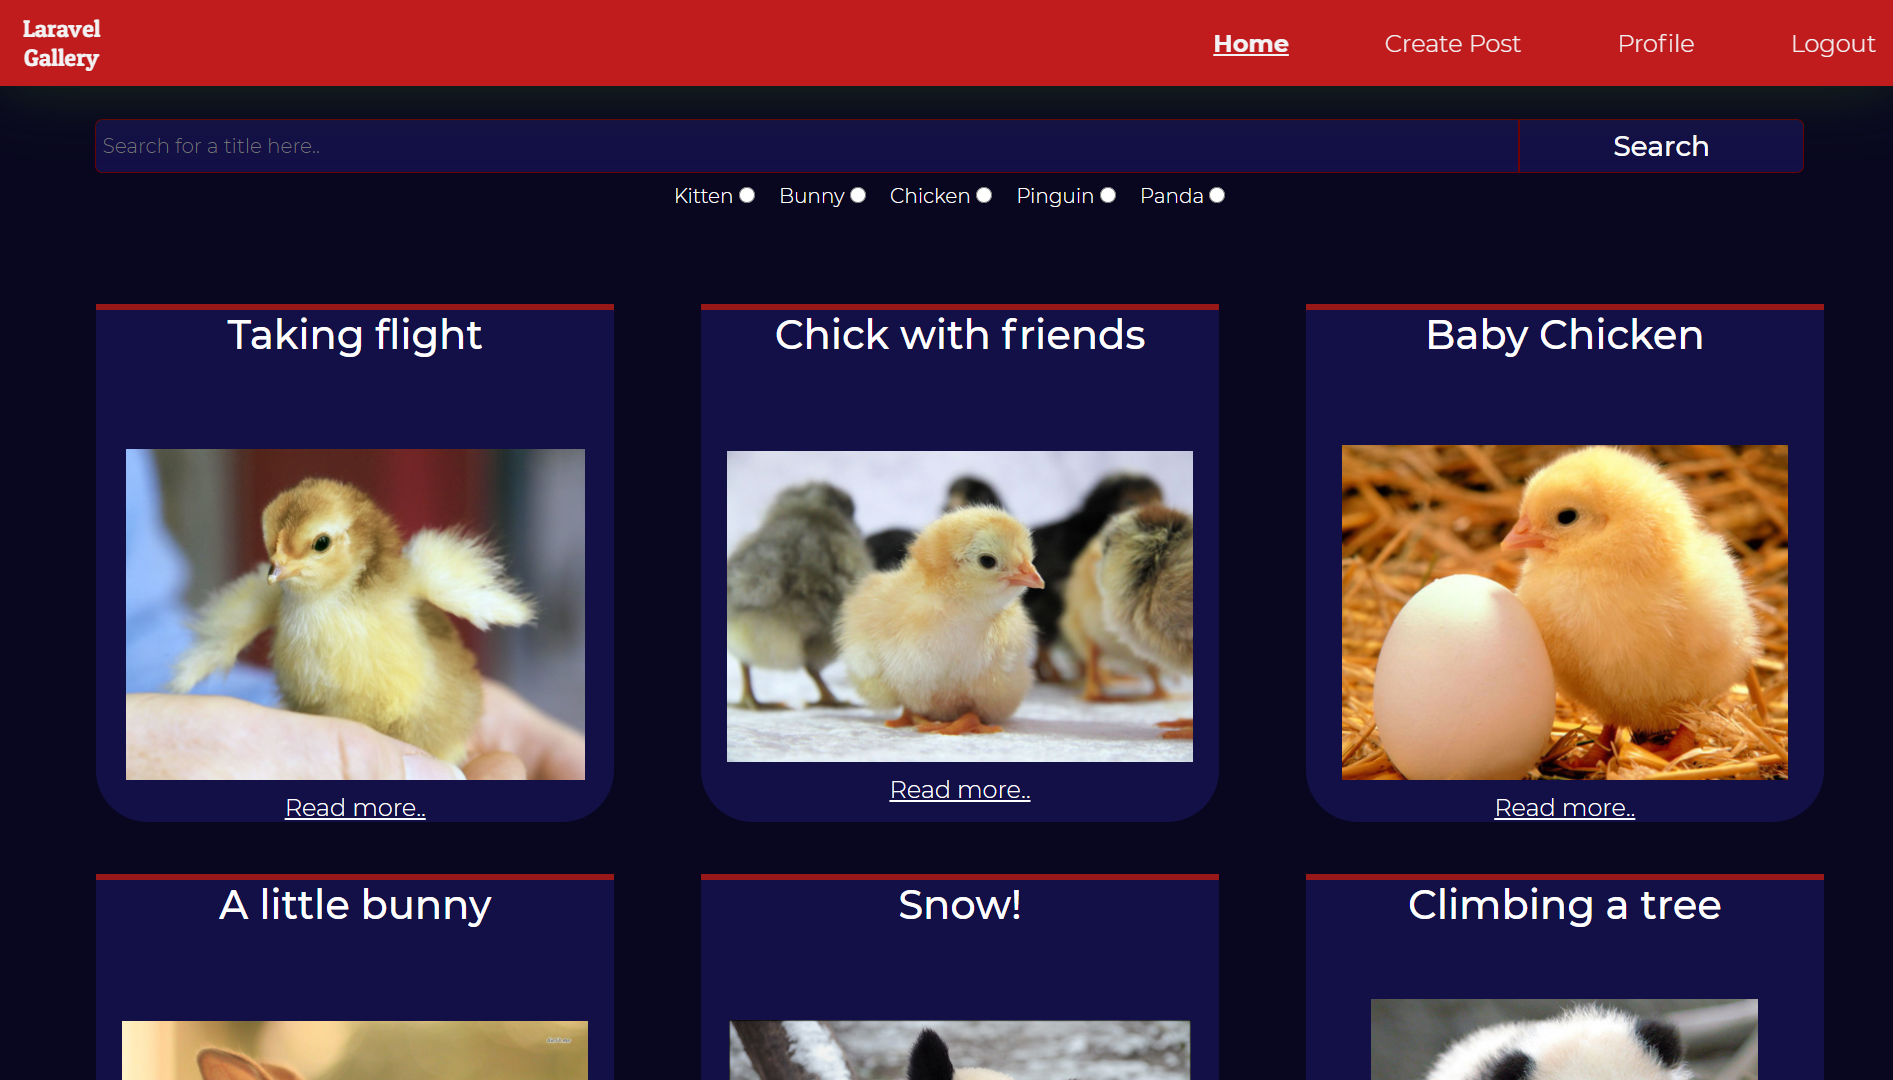 Laravel
Gallery
Home
Create Post
Profile
Logout
Search for a title here..
Search
Kitten
Bunny
Chicken
Pinguin
Panda
Taking flight
Chick with friends
Baby Chicken
Read more..
Read more..
Read more..
A little bunny
Snow!
Climbing a tree